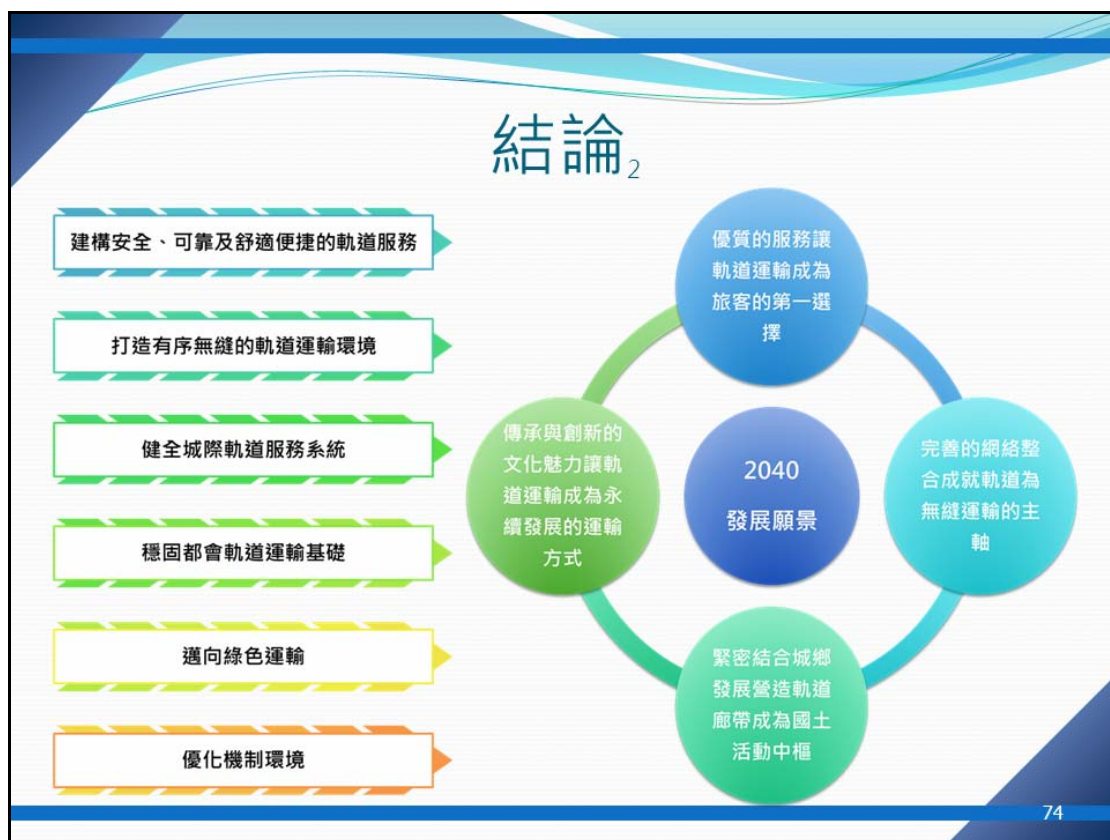 結論2
建構安全、可靠及舒適便捷的軌道服務
打造有序無縫的軌道運輸環境
健全城際軌道服務系統
穩固都會軌道運輸基礎
邁向綠色運輸
優化機制環境
優質的服務讓
軌道運輸成為
旅客的第一選
擇
完善的網絡整
合成就軌道為
無縫運輸的主
軸
緊密結合城鄉
發展營造軌道
廊帶成為國土
活動中樞
傳承與創新的
文化魅力讓軌
道運輸成為永
續發展的運輸
方式
2040
發展願景
74